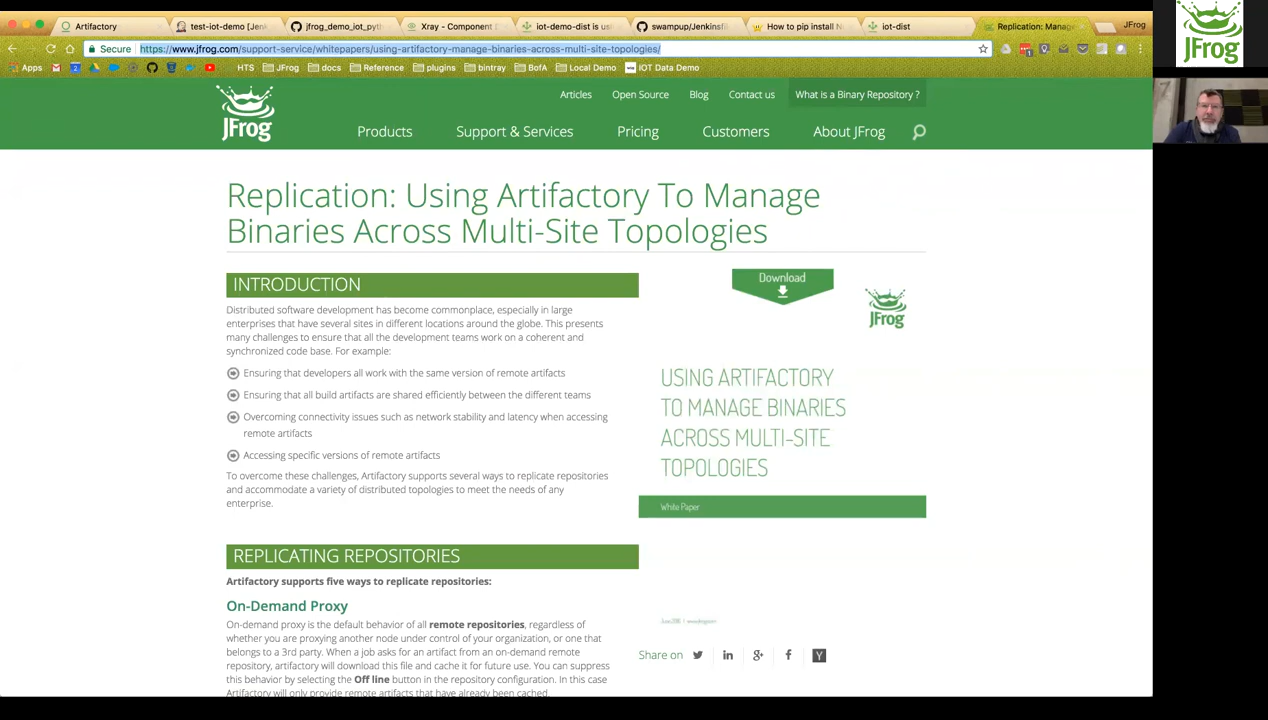 Artifactory
test-iot-demo [Jenk
jfrog_demo_iot_pyth
Xray - Component D
iot-demo-dist is us
swampup/Jenkinsfi
How to pip install N
iot-dist
Replication: Manage
JFrog
Secure
https://www.jfrog.com/support-service/whitepapers/using-artifactory-manage-binaries-across-multi-site-topologies/
Apps
HTS
JFrog
docs
Reference
plugins
bintray
BofA
Local Demo
IOT Data Demo
JFrog
Articles
Open Source
Blog
Contact us
What is a Binary Repository ?
JFrog
Products
Support & Services
Pricing
Customers
About JFrog
Replication: Using Artifactory To Manage
Binaries Across Multi-Site Topologies
INTRODUCTION
Distributed software development has become commonplace, especially in large
enterprises that have several sites in different locations around the globe. This presents
many challenges to ensure that all the development teams work on a coherent and
synchronized code base. For example:
Ensuring that developers all work with the same version of remote artifacts
Ensuring that all build artifacts are shared efficiently between the different teams
Overcoming connectivity issues such as network stability and latency when accessing
remote artifacts
Accessing specific versions of remote artifacts
To overcome these challenges, Artifactory supports several ways to replicate repositories
and accommodate a variety of distributed topologies to meet the needs of any
enterprise.
Download
JFrog
USING ARTIFACTORY
TO MANAGE BINARIES
ACROSS MULTI-SITE
TOPOLOGIES
White Paper
REPLICATING REPOSITORIES
Artifactory supports five ways to replicate repositories:
On-Demand Proxy
On-demand proxy is the default behavior of all remote repositories, regardless of
whether you are proxying another node under control of your organization, or one that
belongs to a 3rd party. When a job asks for an artifact from an on-demand remote
repository, artifactory will download this file and cache it for future use. You can suppress
this behavior by selecting the Off line button in the repository configuration. In this case
Artifactory will only provide remote artifacts that have already been cached.
Share on